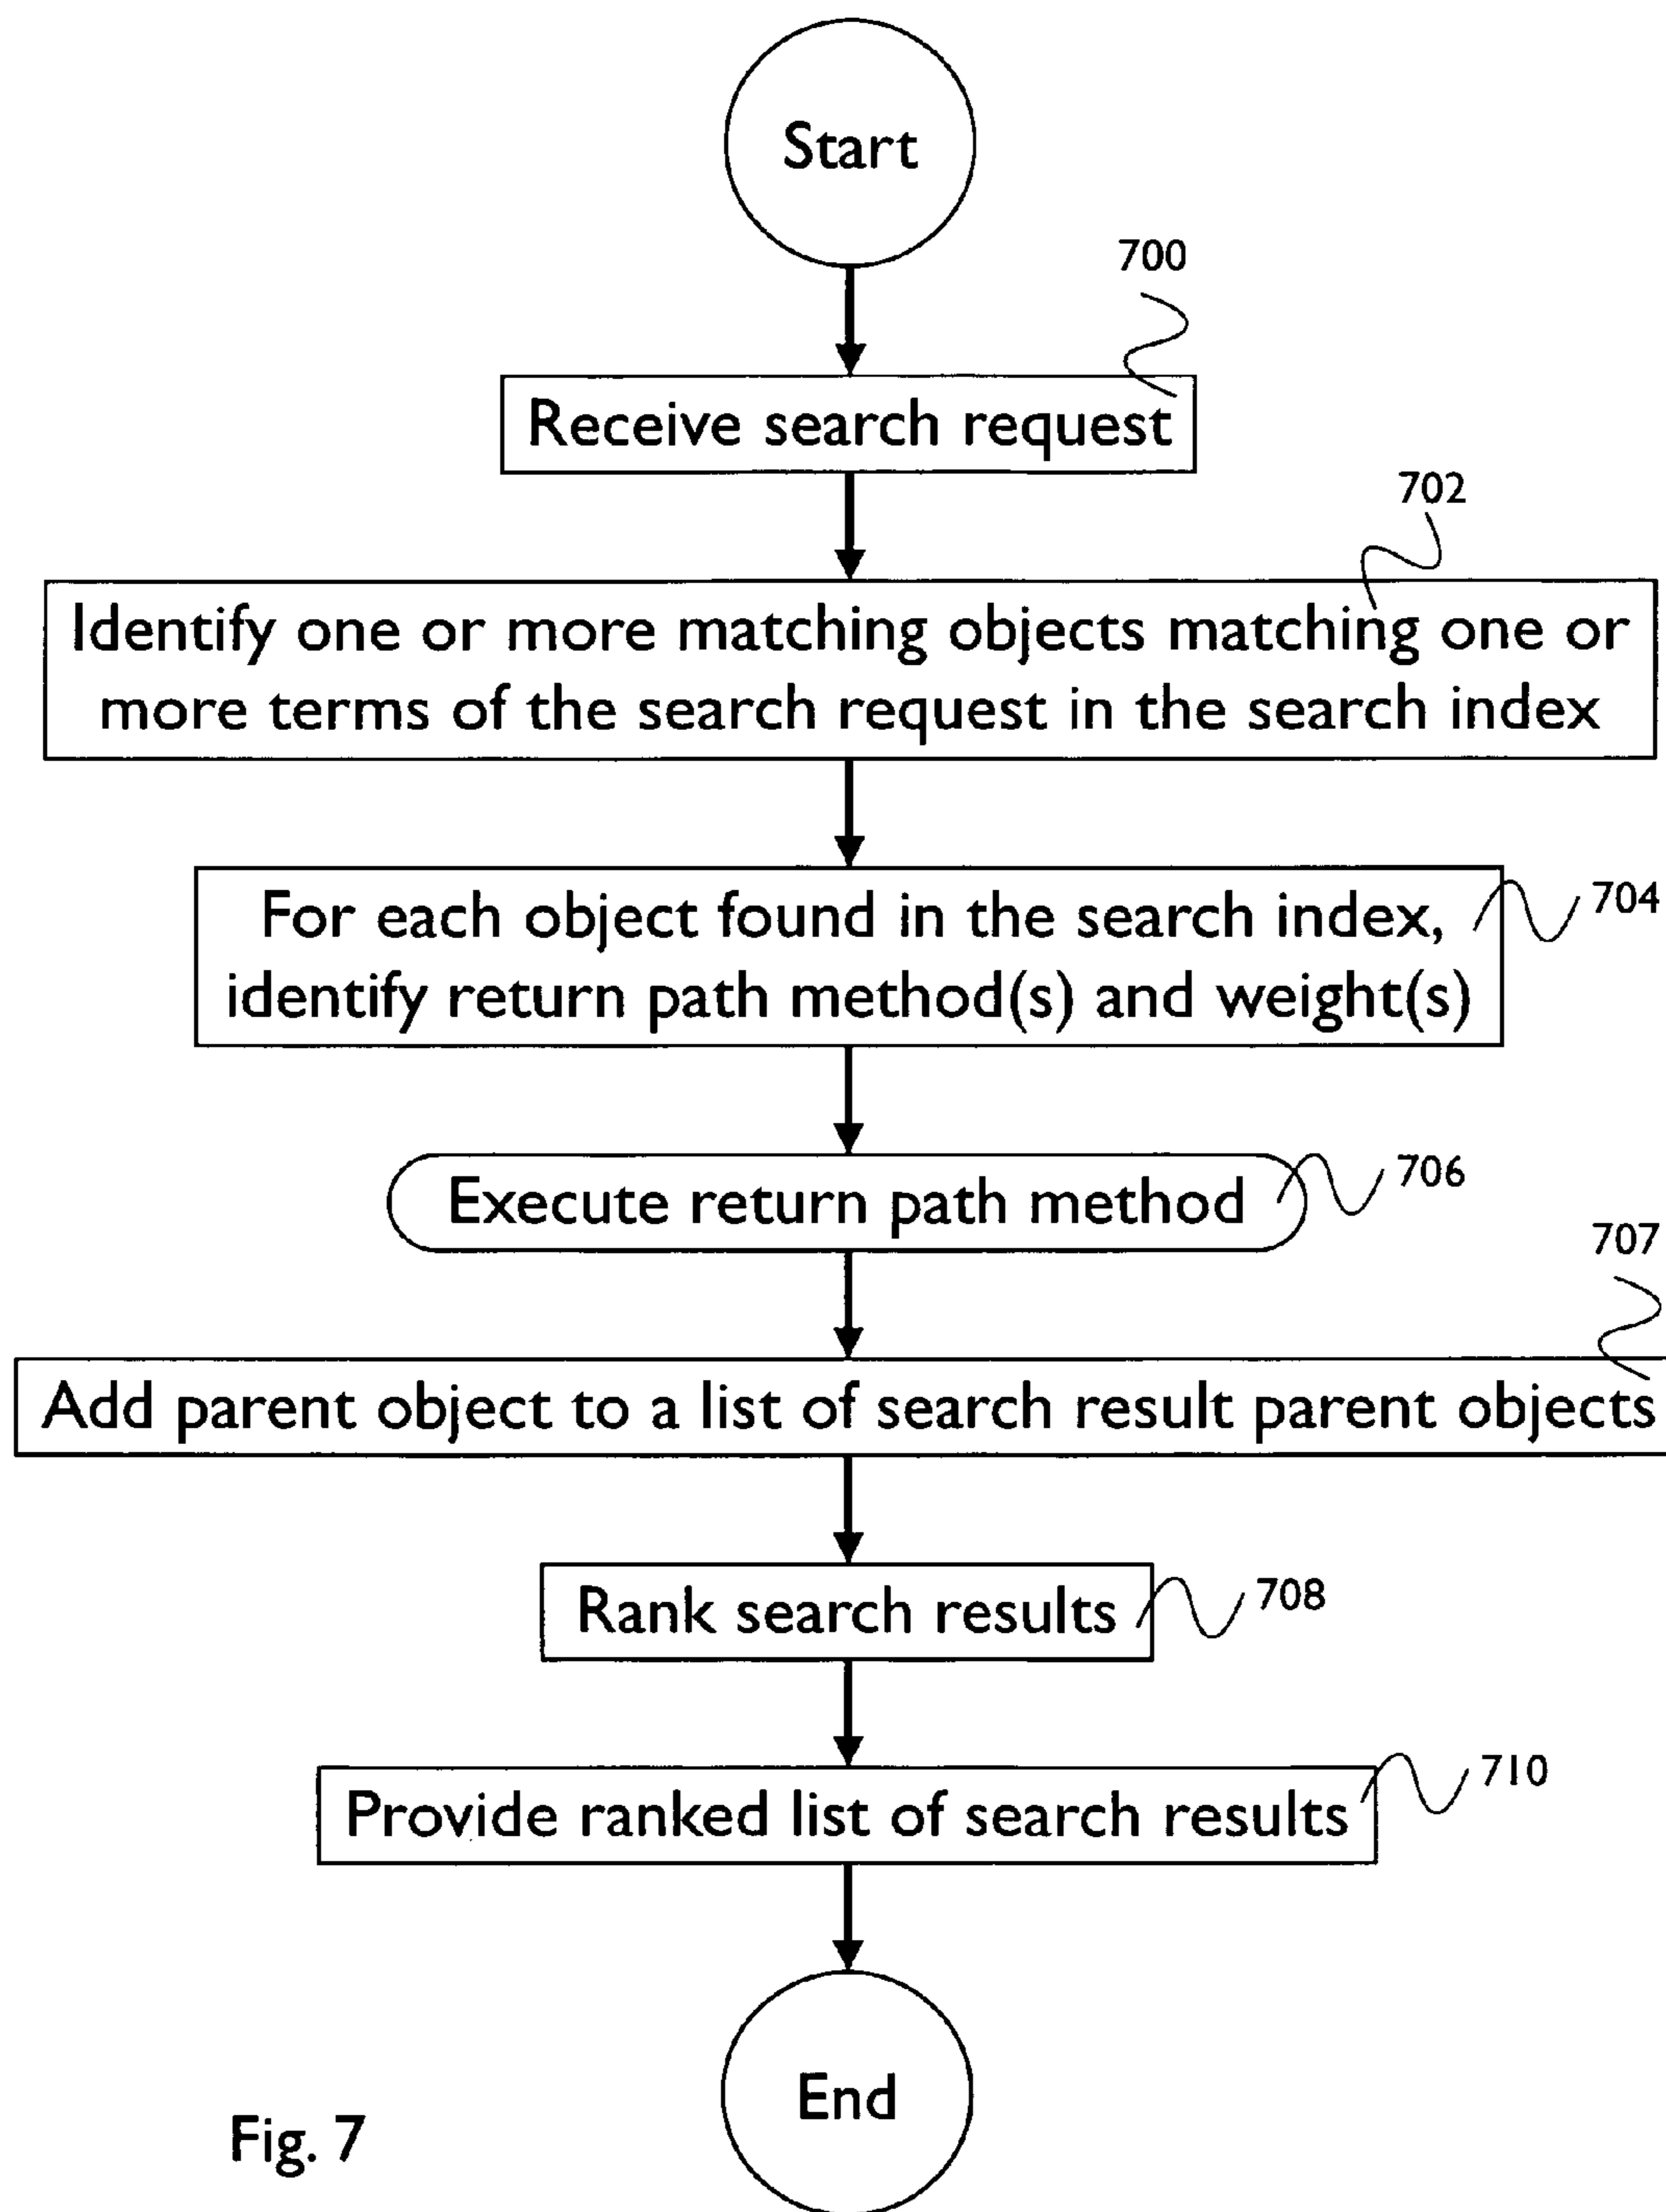 Start
700
Receive search request
702
Identify one or more matching objects matching one or
more terms of the search request in the search index
For each object found in the search index,
identify return path method(s) and weight(s)
704
Execute return path method
706
707
Add parent object to a list of search result parent objects
Rank search results
708
Provide ranked list of search results
710
End
Fig. 7